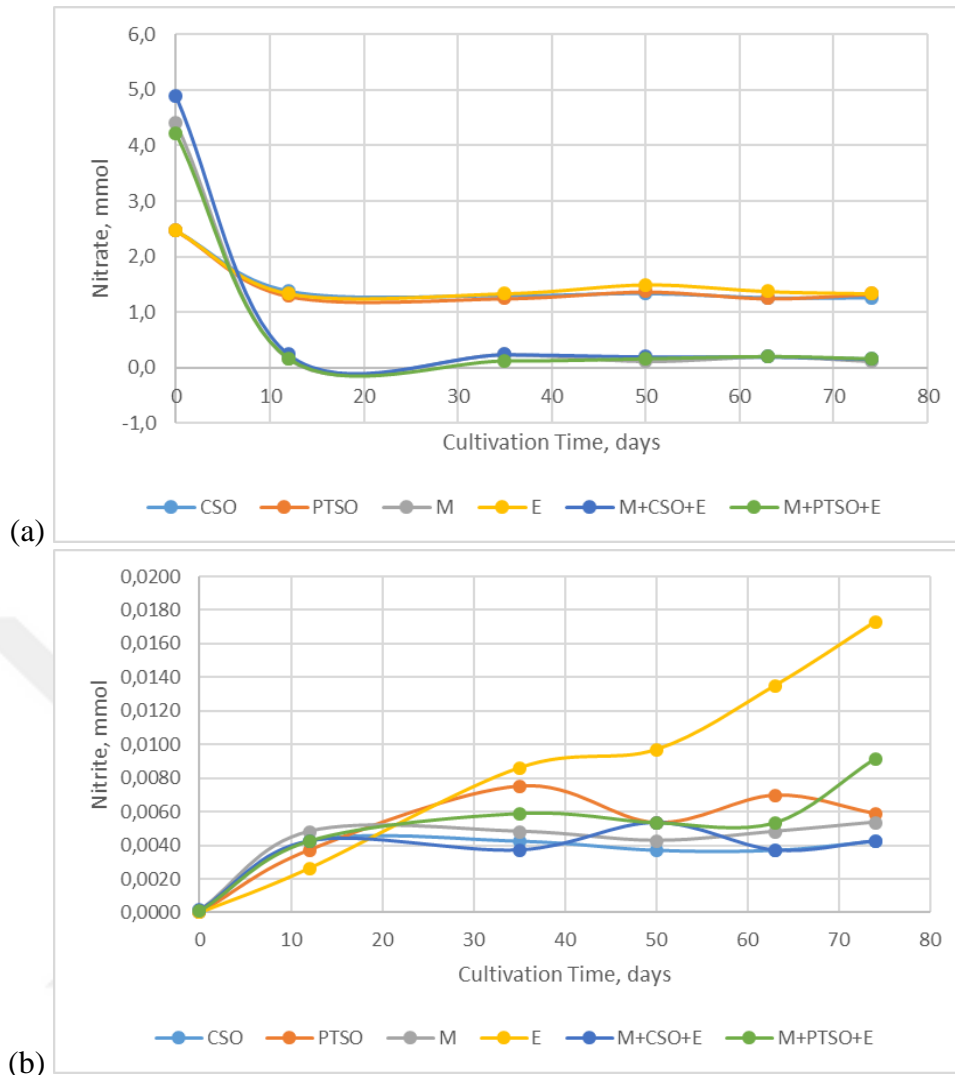 6,0
5,0
4,0
3,0
2,0
1,0
0,0
-1,0
Nitrate, mmol
0 10 20 30 40 50 60 70 80
Cultivation Time, days
CSO PTSO M E M+CSO+E M+PTSO+E
(a)
0,0200
0,0180
0,0160
0,0140
0,0120
0,0100
0,0080
0,0060
0,0040
0,0020
0,0000
Nitrite, mmol
0 10 20 30 40 50 60 70 80
Cultivation Time, days
CSO PTSO M E M+CSO+E M+PTSO+E
(b)